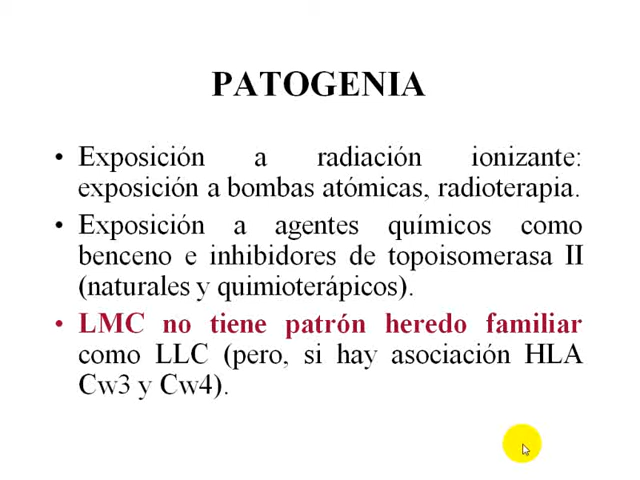 PATOGENIA
• Exposición a radiación ionizante:
exposición a bombas atómicas, radioterapia.
• Exposición a agentes químicos como
benceno e inhibidores de topoisomerasa II
(naturales y quimioterápicos).
• LMC no tiene patrón heredo familiar
como LLC (pero, si hay asociación HLA
Cw3 y Cw4).